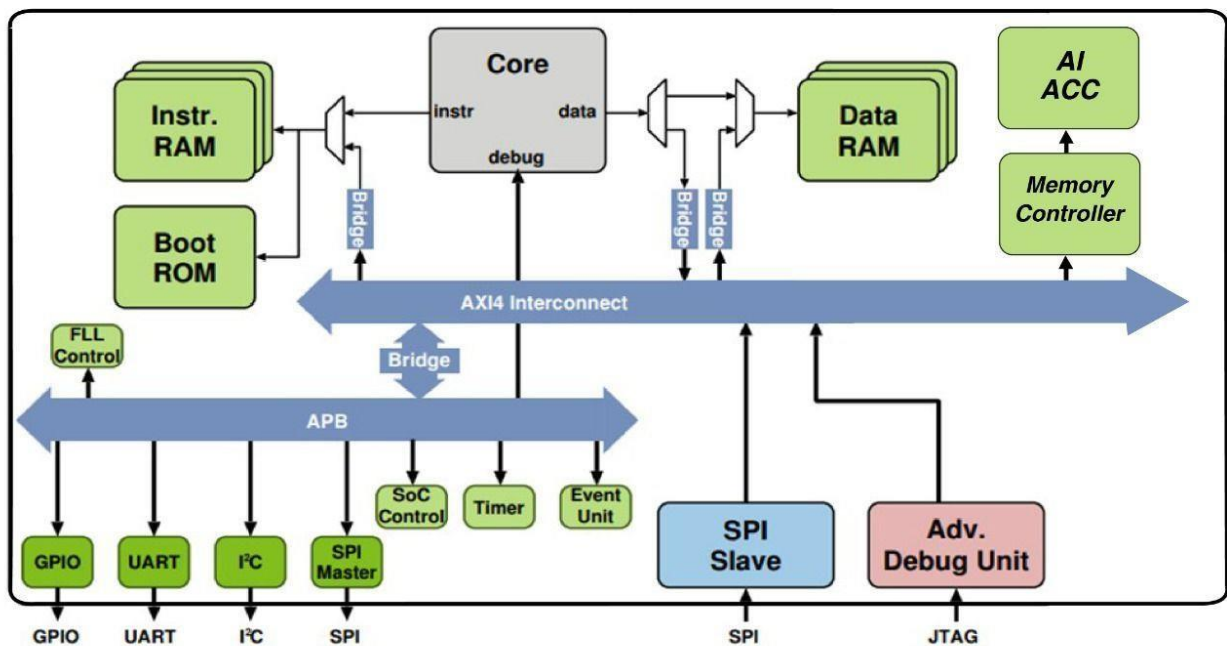 Core
instr
data
debug
Instr.
RAM
Boot
ROM
Data
RAM
AI
ACC
Memory
Controller
Bridge
Bridge
Bridge
AXI4 Interconnect
FLL
Control
Bridge
APB
SoC
Control
Timer
Event
Unit
GPIO
UART
I²C
SPI
Master
SPI
Slave
Adv.
Debug Unit
GPIO
UART
I²C
SPI
SPI
JTAG